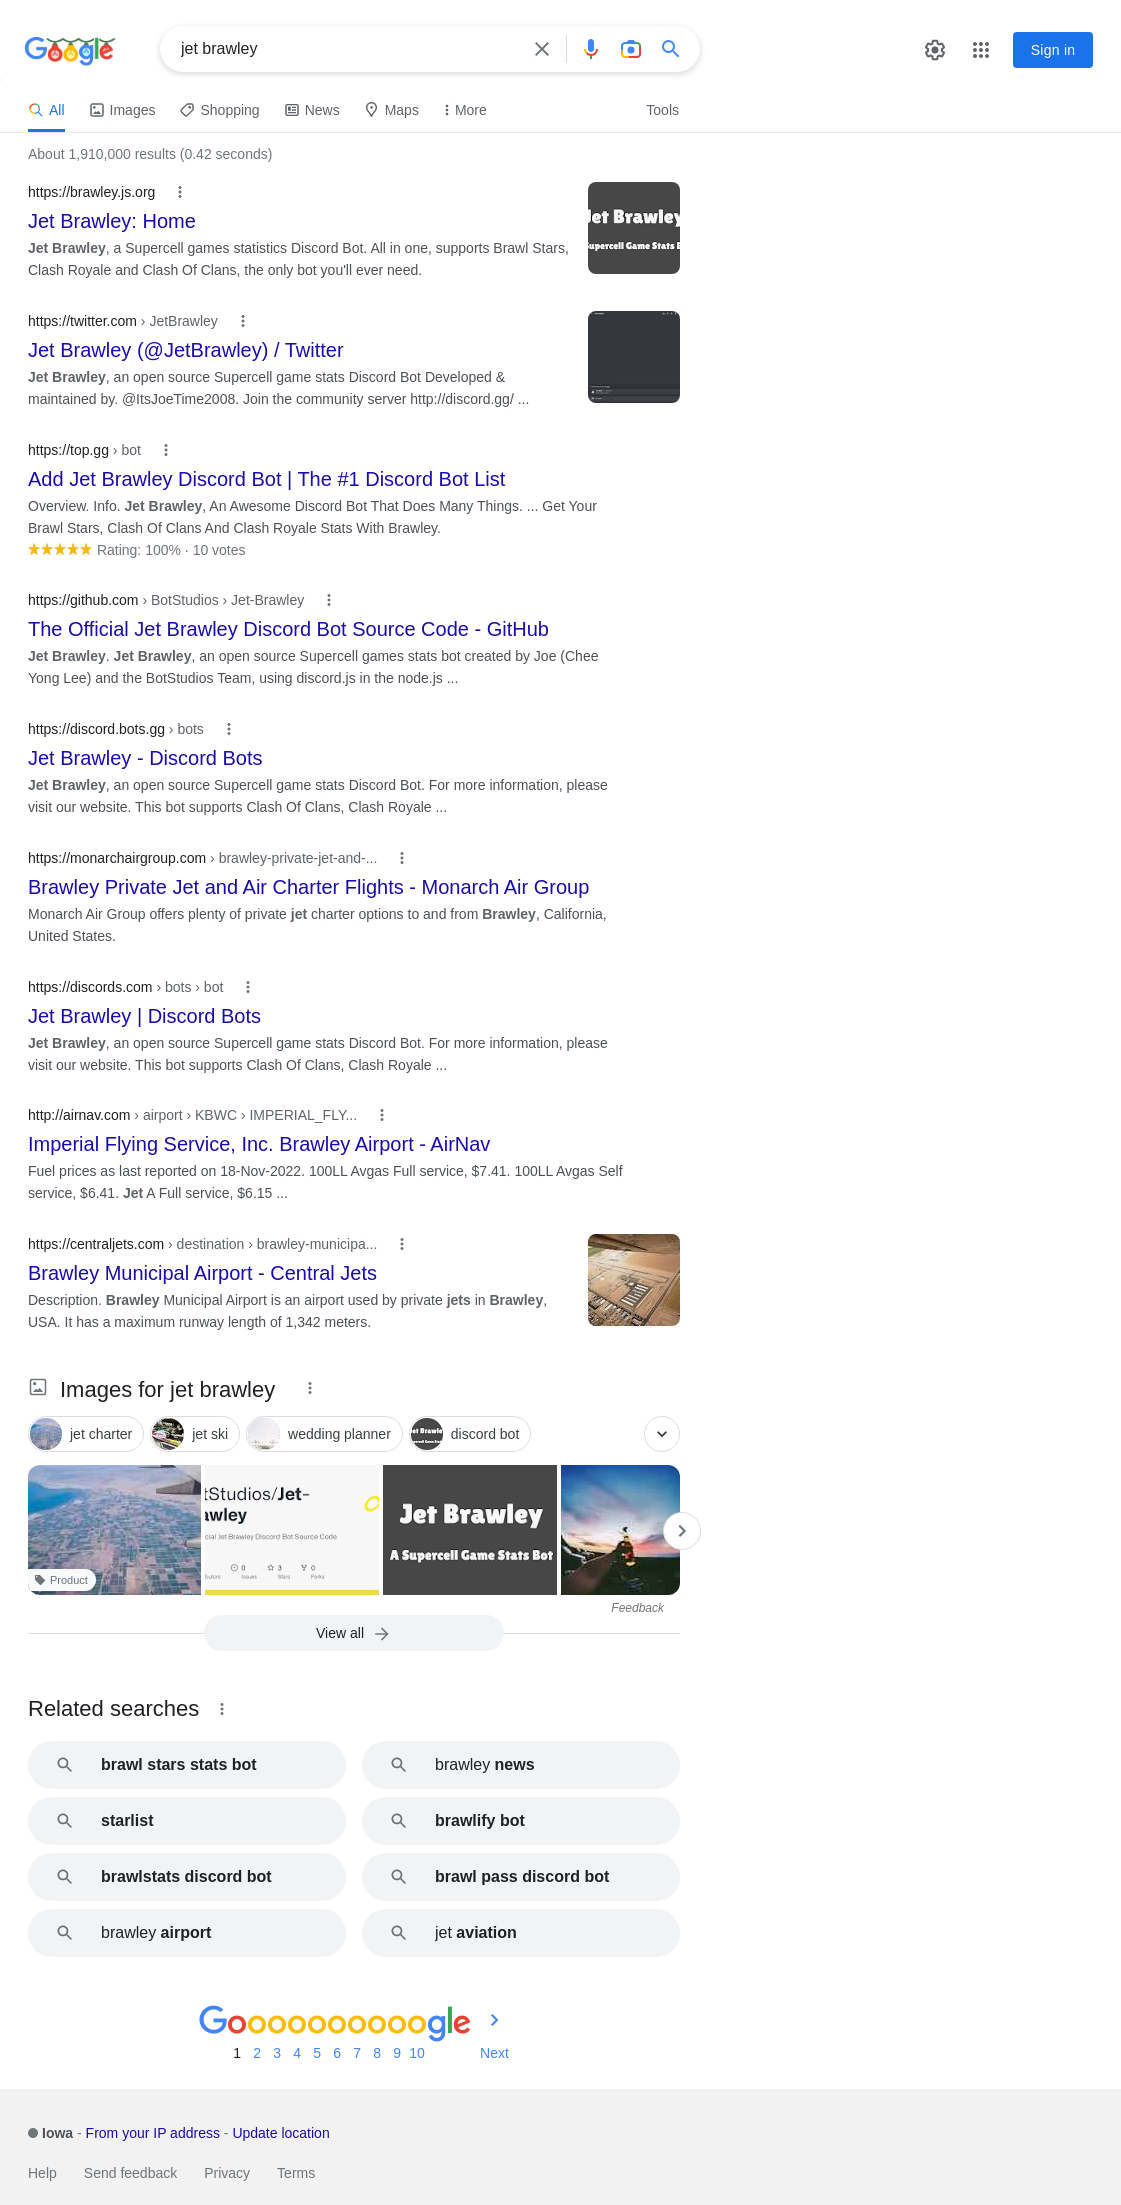 Google
jet brawley
Sign in
All
Images
Shopping
News
Maps
More
Tools
About 1,910,000 results (0.42 seconds)
https://brawley.js.org
Jet Brawley: Home
Jet Brawley, a Supercell games statistics Discord Bot. All in one, supports Brawl Stars,
Clash Royale and Clash Of Clans, the only bot you'll ever need.
Jet Brawley
Supercell Game Stats B
https://twitter.com › JetBrawley
Jet Brawley (@JetBrawley) / Twitter
Jet Brawley, an open source Supercell game stats Discord Bot Developed &
maintained by. @ItsJoeTime2008. Join the community server http://discord.gg/ ...
https://top.gg › bot
Add Jet Brawley Discord Bot | The #1 Discord Bot List
Overview. Info. Jet Brawley, An Awesome Discord Bot That Does Many Things. ... Get Your
Brawl Stars, Clash Of Clans And Clash Royale Stats With Brawley.
Rating: 100% · 10 votes
https://github.com › BotStudios › Jet-Brawley
The Official Jet Brawley Discord Bot Source Code - GitHub
Jet Brawley. Jet Brawley, an open source Supercell games stats bot created by Joe (Chee
Yong Lee) and the BotStudios Team, using discord.js in the node.js ...
https://discord.bots.gg › bots
Jet Brawley - Discord Bots
Jet Brawley, an open source Supercell game stats Discord Bot. For more information, please
visit our website. This bot supports Clash Of Clans, Clash Royale ...
https://monarchairgroup.com › brawley-private-jet-and-...
Brawley Private Jet and Air Charter Flights - Monarch Air Group
Monarch Air Group offers plenty of private jet charter options to and from Brawley, California,
United States.
https://discords.com › bots › bot
Jet Brawley | Discord Bots
Jet Brawley, an open source Supercell game stats Discord Bot. For more information, please
visit our website. This bot supports Clash Of Clans, Clash Royale ...
http://airnav.com › airport › KBWC › IMPERIAL_FLY...
Imperial Flying Service, Inc. Brawley Airport - AirNav
Fuel prices as last reported on 18-Nov-2022. 100LL Avgas Full service, $7.41. 100LL Avgas Self
service, $6.41. Jet A Full service, $6.15 ...
https://centraljets.com › destination › brawley-municipa...
Brawley Municipal Airport - Central Jets
Description. Brawley Municipal Airport is an airport used by private jets in Brawley,
USA. It has a maximum runway length of 1,342 meters.
Images for jet brawley
jet charter
jet ski
wedding planner
discord bot
Product
tStudios/Jet-
awley
cial Jet Brawley Discord Bot Source Code
0
3
0
Issues
Stars
Forks
Jet Brawley
A Supercell Game Stats Bot
Feedback
View all
Related searches
brawl stars stats bot
brawley news
starlist
brawlify bot
brawlstats discord bot
brawl pass discord bot
brawley airport
jet aviation
Goooooooooogle
1 2 3 4 5 6 7 8 9 10 Next
Iowa - From your IP address - Update location
Help
Send feedback
Privacy
Terms